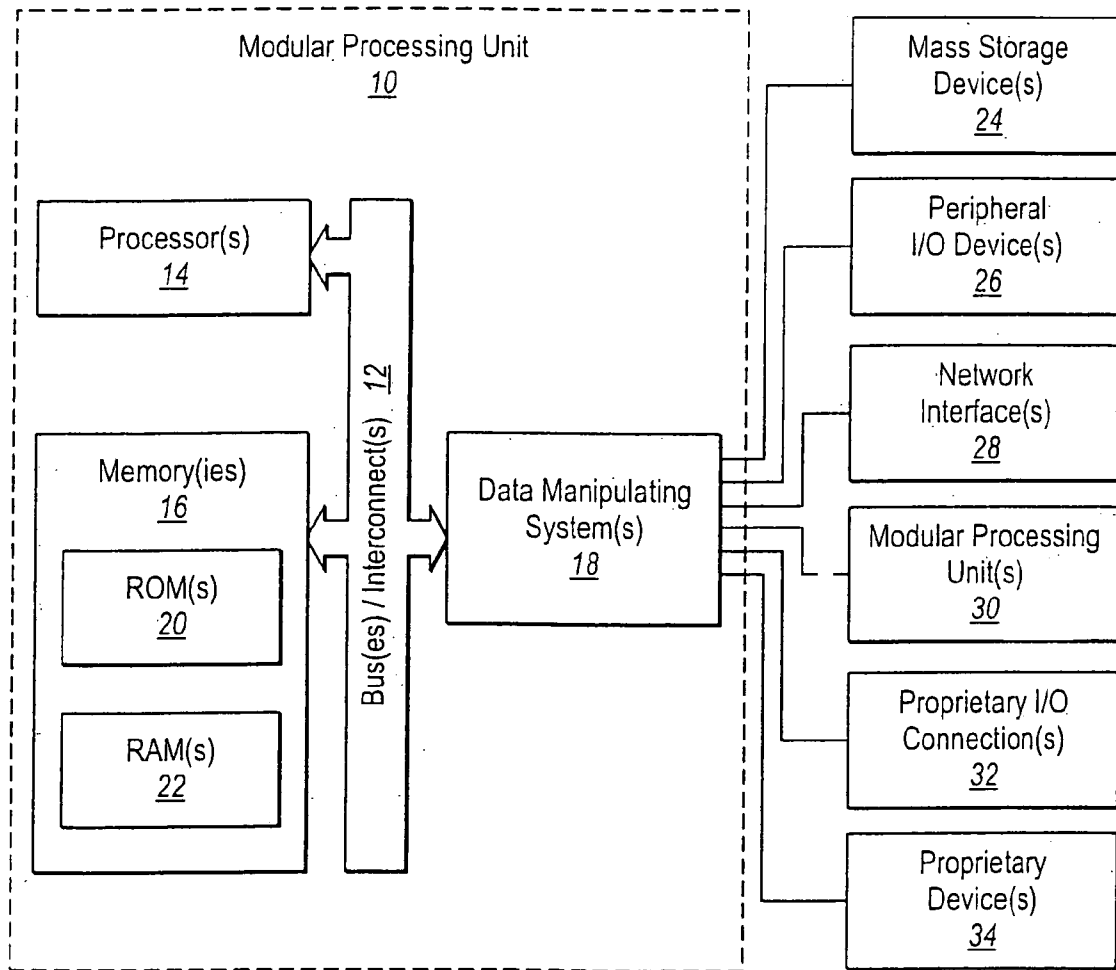 Modular Processing Unit
10
Processor(s)
14
Memory(ies)
16
ROM(s)
20
RAM(s)
22
Bus(es) / Interconnect(s) 12
Data Manipulating
System(s)
18
Mass Storage
Device(s)
24
Peripheral
I/O Device(s)
26
Network
Interface(s)
28
Modular Processing
Unit(s)
30
Proprietary I/O
Connection(s)
32
Proprietary
Device(s)
34